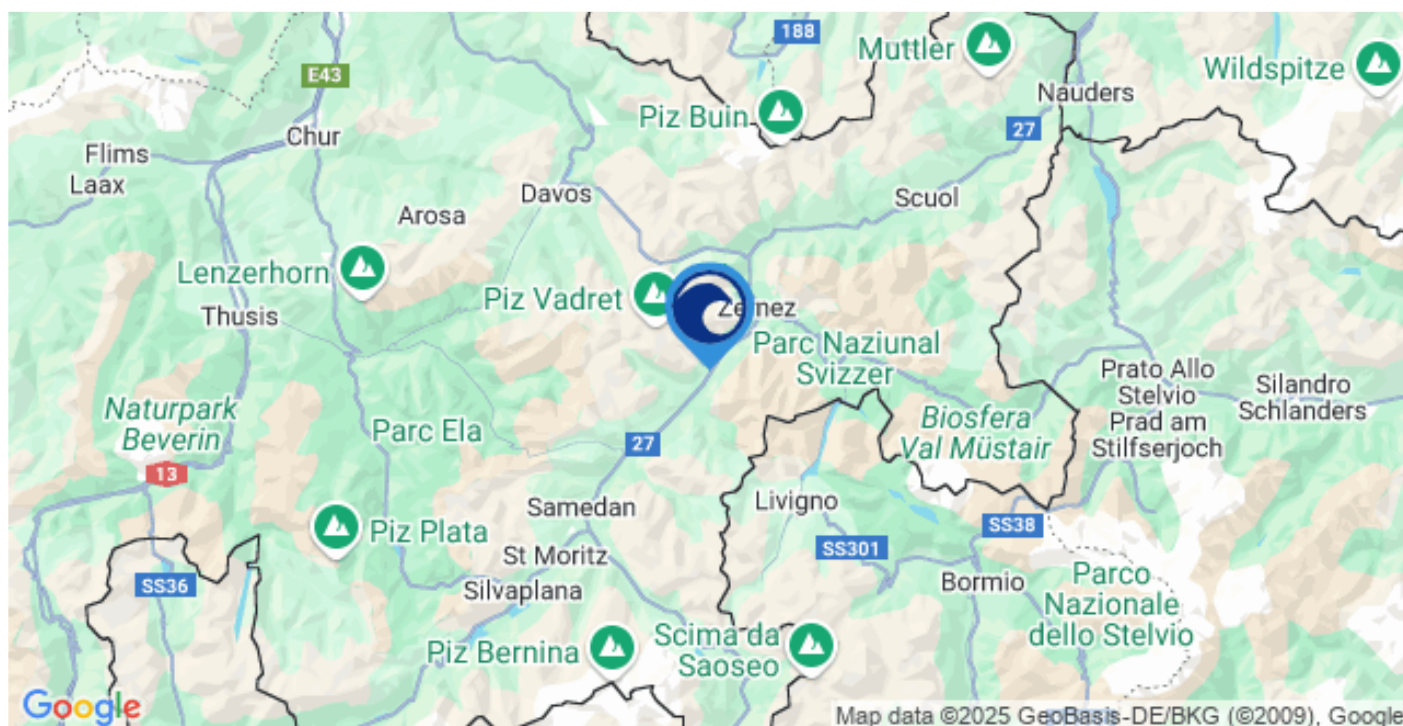 188
Muttler
Wildspitze
E43
Nauders
Piz Buin
27
Chur
Flims
Laax
Davos
Scuol
Arosa
Lenzerhorn
Piz Vadret
Thusis
Zernez
Parc Naziunal
Svizzer
Prato Allo
Stelvio
Prad am
Stilfserjoch
Silandro
Schlanders
Naturpark
Beverin
Parc Ela
Biosfera
Val Müstair
27
13
Samedan
Livigno
Piz Plata
SS38
SS301
St Moritz
SS36
Silvaplana
Bormio
Parco
Nazionale
dello Stelvio
Piz Bernina
Scima da
Saoseo
Google
Map data ©2025 GeoBasis-DE/BKG (©2009), Google